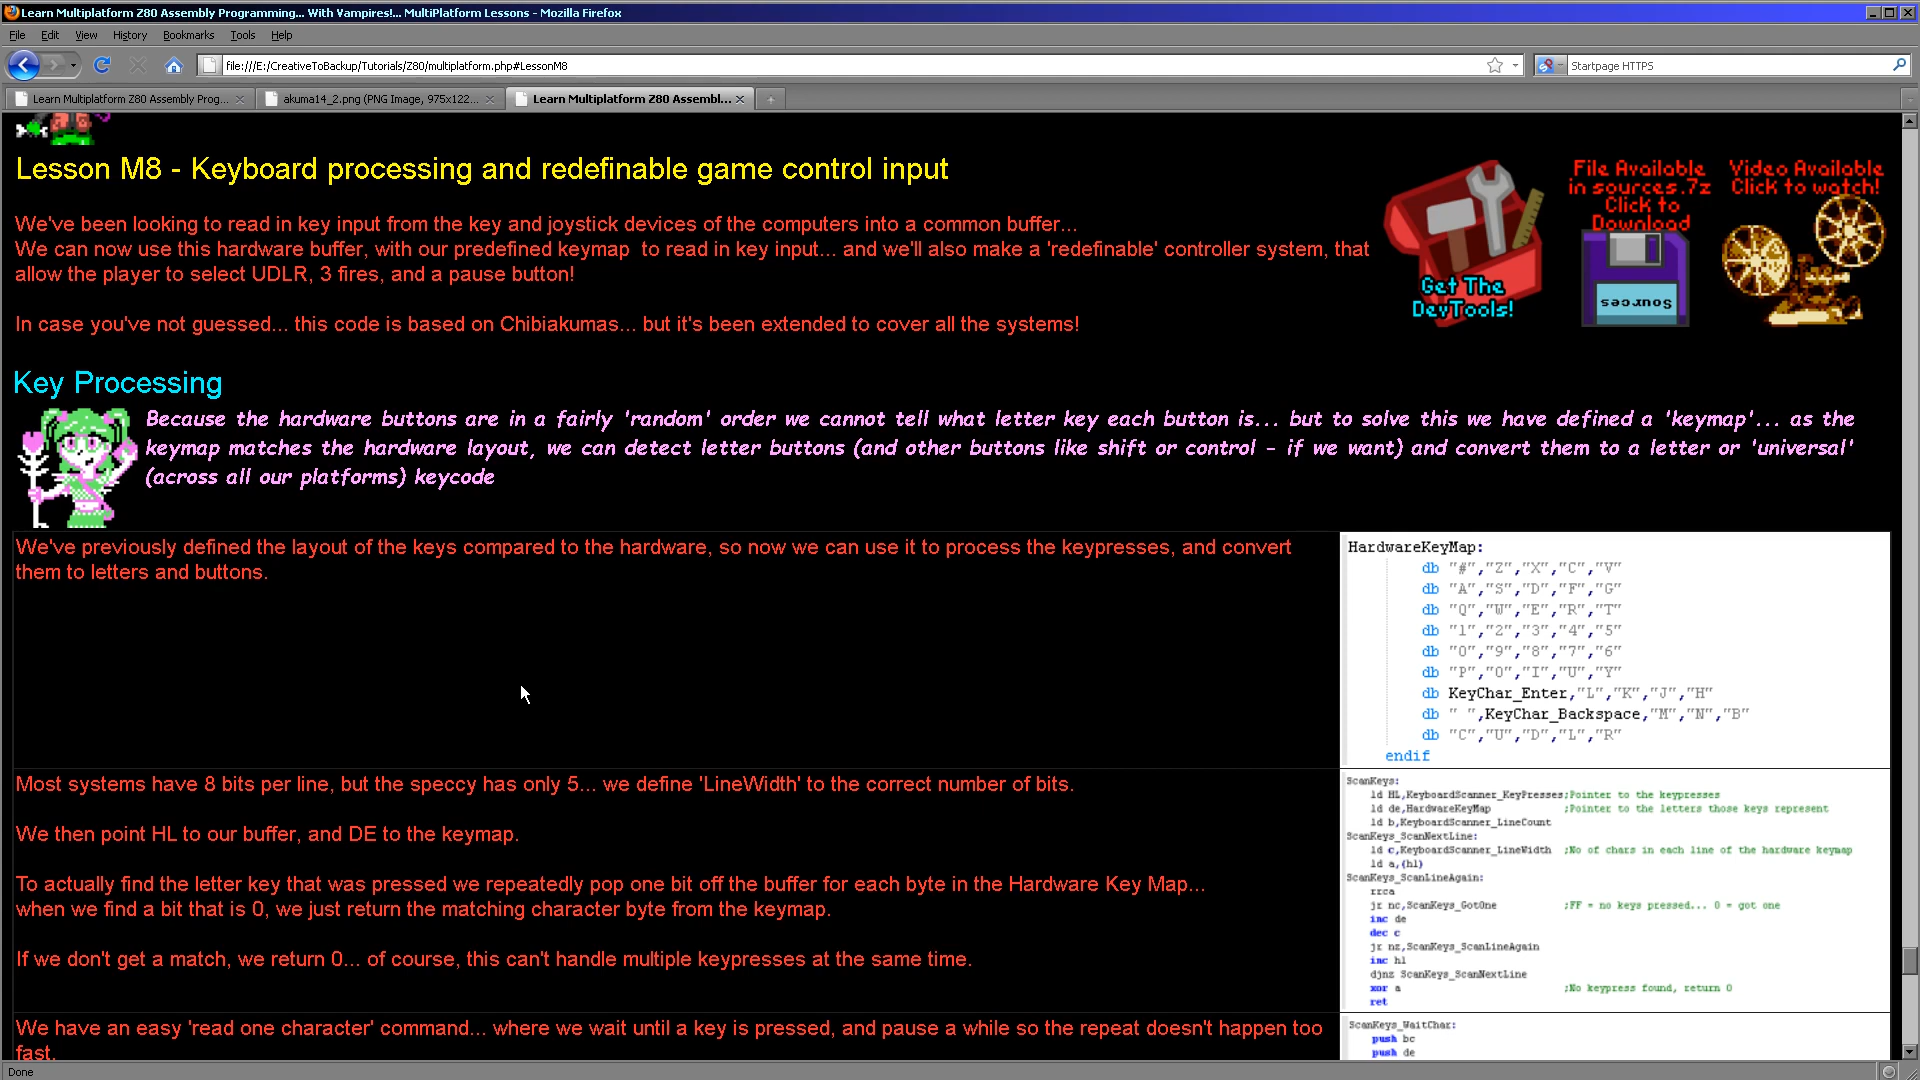 Learn Multiplatform Z80 Assembly Programming... With Vampires!... MultiPlatform Lessons - Mozilla Firefox
File Edit View History Bookmarks Tools Help
file:///E:/CreativeToBackup/Tutorials/Z80/multiplatform.php#LessonM8
Startpage HTTPS
Learn Multiplatform Z80 Assembly Prog...
akuma14_2.png (PNG Image, 975x122...
Learn Multiplatform Z80 Assembl...
Lesson M8 - Keyboard processing and redefinable game control input
We've been looking to read in key input from the key and joystick devices of the computers into a common buffer...
We can now use this hardware buffer, with our predefined keymap to read in key input... and we'll also make a 'redefinable' controller system, that
allow the player to select UDLR, 3 fires, and a pause button!
In case you've not guessed... this code is based on Chibiakumas... but it's been extended to cover all the systems!
Get The
DevTools!
File Available
in sources.7z
Click to
Download
Sources
Video Available
Click to watch!
Key Processing
Because the hardware buttons are in a fairly 'random' order we cannot tell what letter key each button is... but to solve this we have defined a 'keymap'... as the
keymap matches the hardware layout, we can detect letter buttons (and other buttons like shift or control - if we want) and convert them to a letter or 'universal'
(across all our platforms) keycode
We've previously defined the layout of the keys compared to the hardware, so now we can use it to process the keypresses, and convert
them to letters and buttons.
HardwareKeyMap:
db "#","Z","X","C","V"
db "A","S","D","F","G"
db "Q","W","E","R","T"
db "1","2","3","4","5"
db "0","9","8","7","6"
db "P","O","I","U","Y"
db KeyChar_Enter,"L","K","J","H"
db " ",KeyChar_Backspace,"M","N","B"
db "C","U","D","L","R"
endif
Most systems have 8 bits per line, but the speccy has only 5... we define 'LineWidth' to the correct number of bits.
We then point HL to our buffer, and DE to the keymap.
To actually find the letter key that was pressed we repeatedly pop one bit off the buffer for each byte in the Hardware Key Map...
when we find a bit that is 0, we just return the matching character byte from the keymap.
If we don't get a match, we return 0... of course, this can't handle multiple keypresses at the same time.
ScanKeys:
ld HL,KeyboardScanner_KeyPresses;Pointer to the keypresses
ld de,HardwareKeyMap ;Pointer to the letters those keys represent
ld b,KeyboardScanner_LineCount
ScanKeys_ScanNextLine:
ld c,KeyboardScanner_LineWidth ;No of chars in each line of the hardware keymap
ld a,(hl)
ScanKeys_ScanLineAgain:
rrca
jr nc,ScanKeys_GotOne ;FF = no keys pressed... 0 = got one
inc de
dec c
jr nz,ScanKeys_ScanLineAgain
inc hl
djnz ScanKeys_ScanNextLine
xor a ;No keypress found, return 0
ret
We have an easy 'read one character' command... where we wait until a key is pressed, and pause a while so the repeat doesn't happen too
fast.
ScanKeys_WaitChar:
push bc
push de
Done